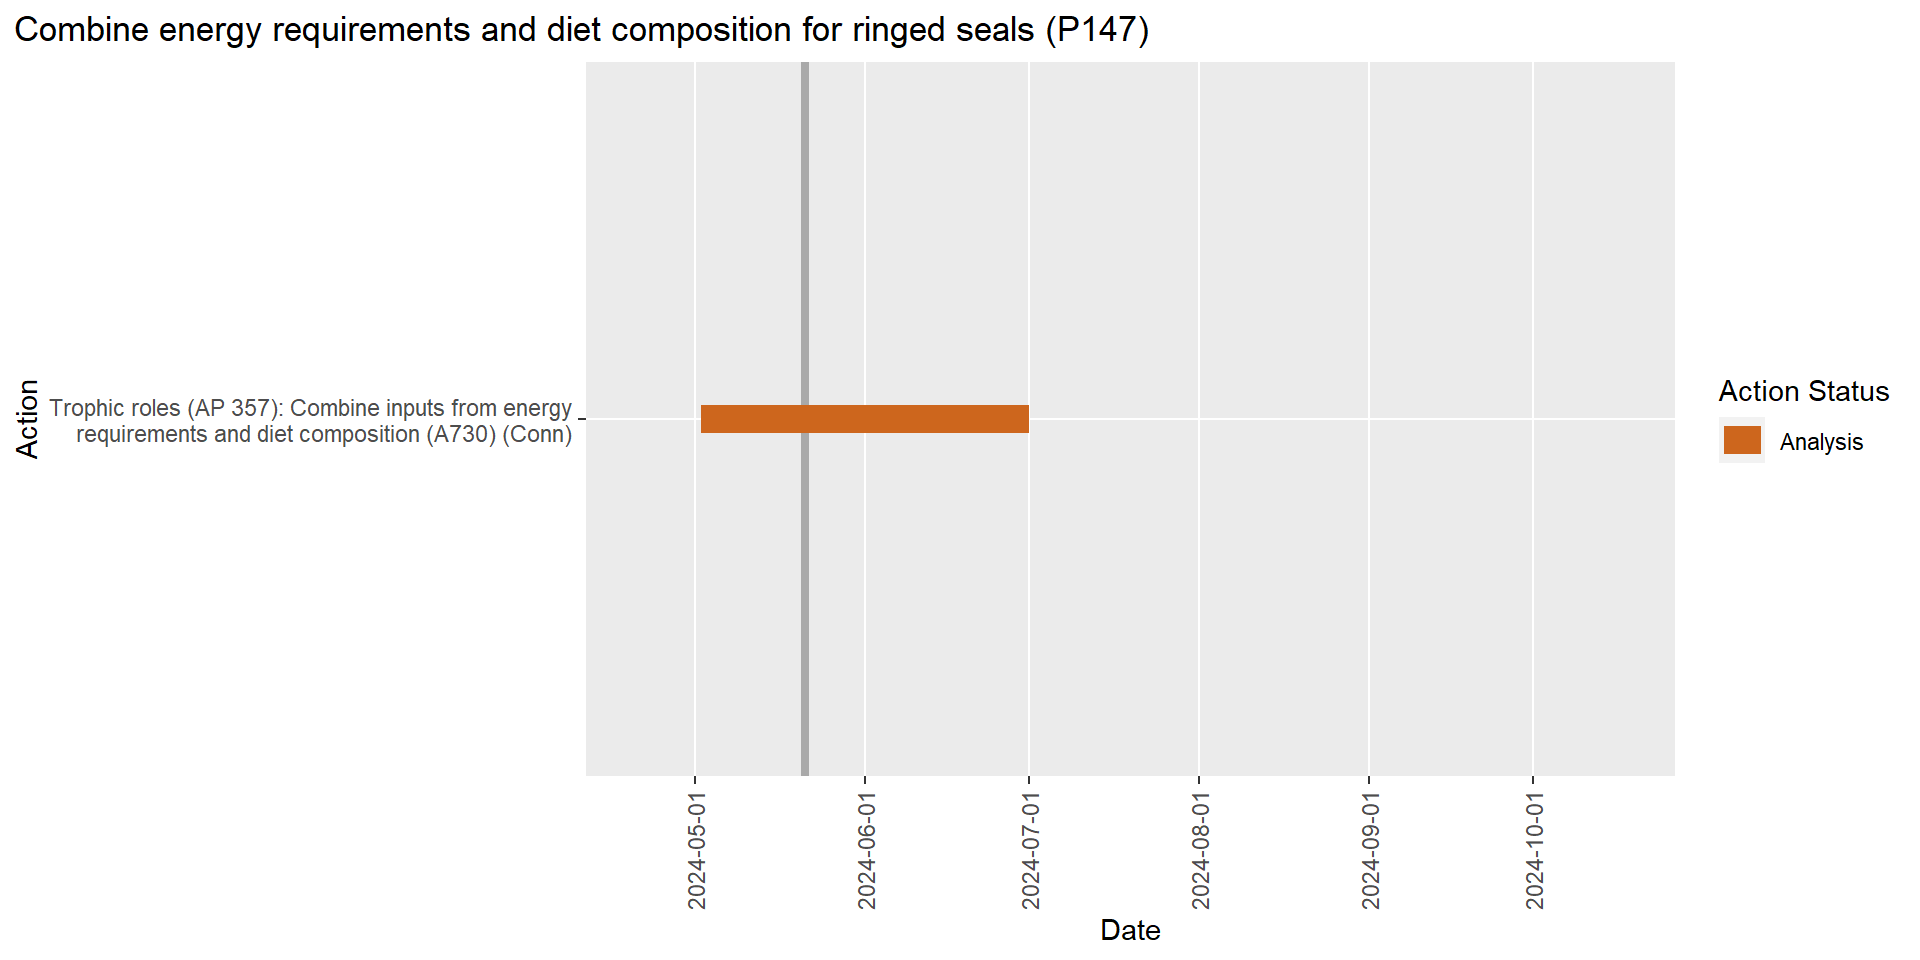 Combine energy requirements and diet composition for ringed seals (P147)
Action
Trophic roles (AP 357): Combine inputs from energy
requirements and diet composition (A730) (Conn)
2024-05-01
2024-06-01
2024-07-01
2024-08-01
2024-09-01
2024-10-01
Date
Action Status
Analysis